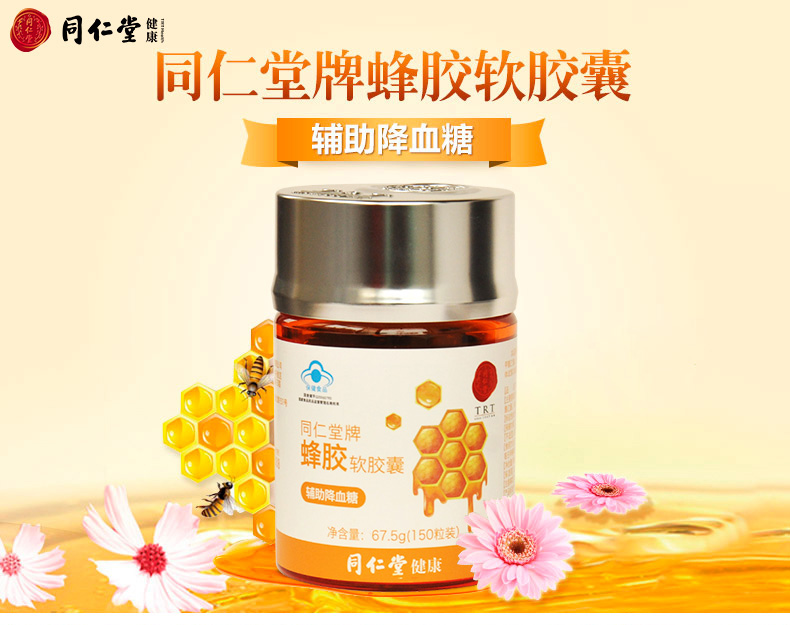 同仁堂 健康
同仁堂牌蜂胶软胶囊
辅助降血糖
保健食品
TRT
同仁堂牌
蜂胶 软胶囊
辅助降血糖
净含量: 67.5g(150粒装)
同仁堂 健康